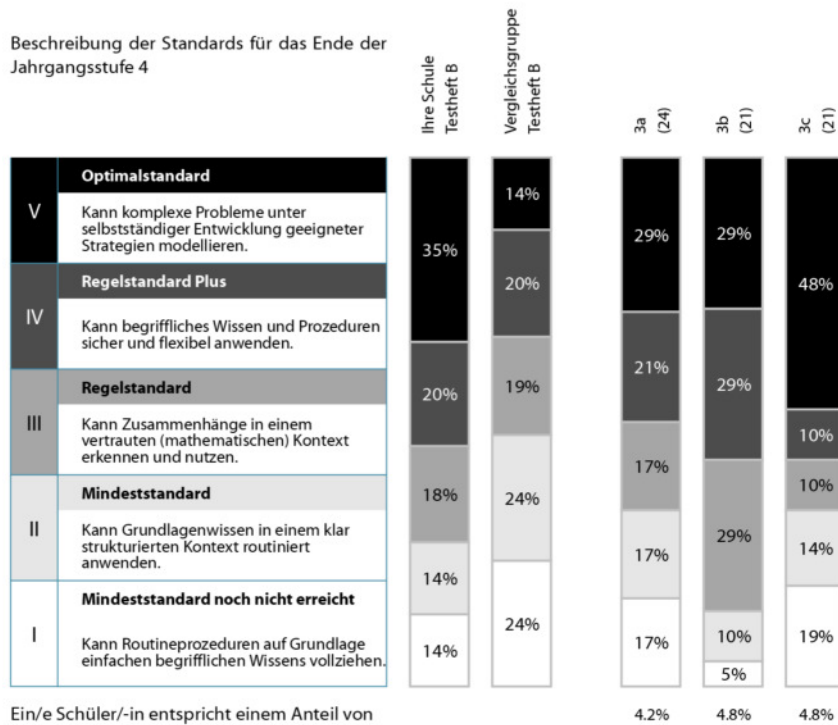 Beschreibung der Standards für das Ende der
Jahrgangsstufe 4
Ihre Schule
Testheft B
Vergleichsgruppe
Testheft B
3a
(24)
3b
(21)
3c
(21)
V
Optimalstandard
Kann komplexe Probleme unter
selbstständiger Entwicklung geeigneter
Strategien modellieren.
IV
Regelstandard Plus
Kann begriffliches Wissen und Prozeduren
sicher und flexibel anwenden.
III
Regelstandard
Kann Zusammenhänge in einem
vertrauten (mathematischen) Kontext
erkennen und nutzen.
II
Mindeststandard
Kann Grundlagenwissen in einem klar
strukturierten Kontext routiniert
anwenden.
I
Mindeststandard noch nicht erreicht
Kann Routineprozeduren auf Grundlage
einfachen begrifflichen Wissens vollziehen.
35%
20%
18%
14%
14%
14%
20%
19%
24%
24%
29%
21%
17%
17%
17%
29%
29%
29%
10%
5%
48%
10%
10%
14%
19%
Ein/e Schüler/-in entspricht einem Anteil von
4.2%
4.8%
4.8%